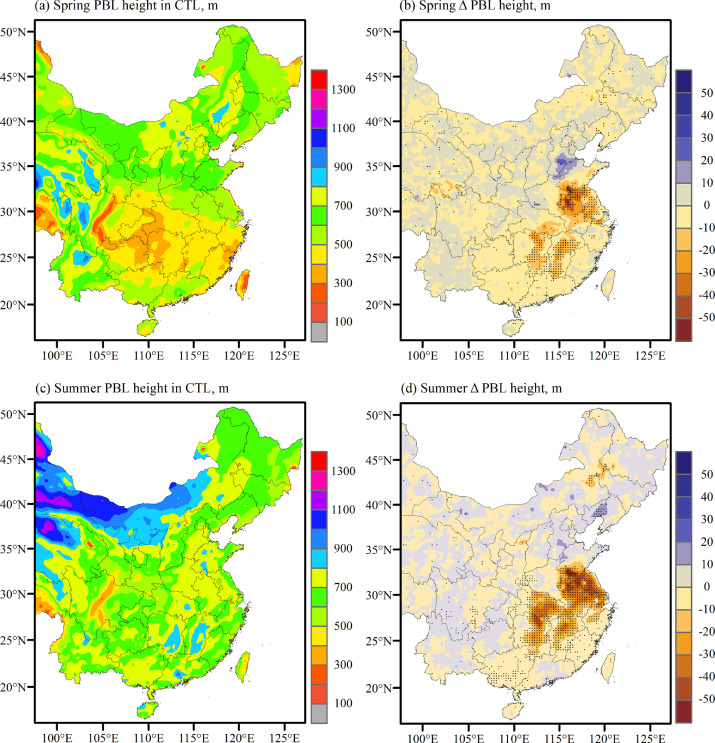 (a) Spring PBL height in CTL, m
(b) Spring Δ PBL height, m
50°N
45°N
40°N
35°N
30°N
25°N
20°N
100°E 105°E 110°E 115°E 120°E 125°E
1300
1100
900
700
500
300
100
50°N
45°N
40°N
35°N
30°N
25°N
20°N
100°E 105°E 110°E 115°E 120°E 125°E
50
40
30
20
10
0
-10
-20
-30
-40
-50
(c) Summer PBL height in CTL, m
(d) Summer Δ PBL height, m
50°N
45°N
40°N
35°N
30°N
25°N
20°N
100°E 105°E 110°E 115°E 120°E 125°E
1300
1100
900
700
500
300
100
50°N
45°N
40°N
35°N
30°N
25°N
20°N
100°E 105°E 110°E 115°E 120°E 125°E
50
40
30
20
10
0
-10
-20
-30
-40
-50